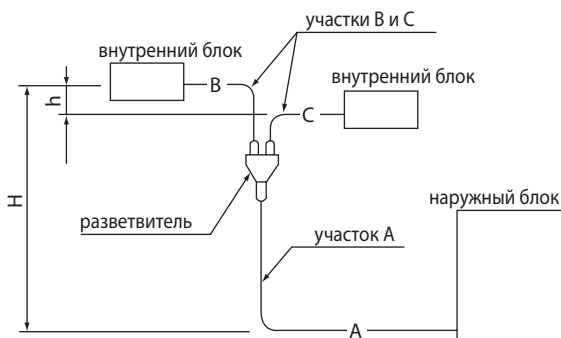 участки В и С
внутренний блок
внутренний блок
В
h
С
H
разветвитель
наружный блок
участок А
А